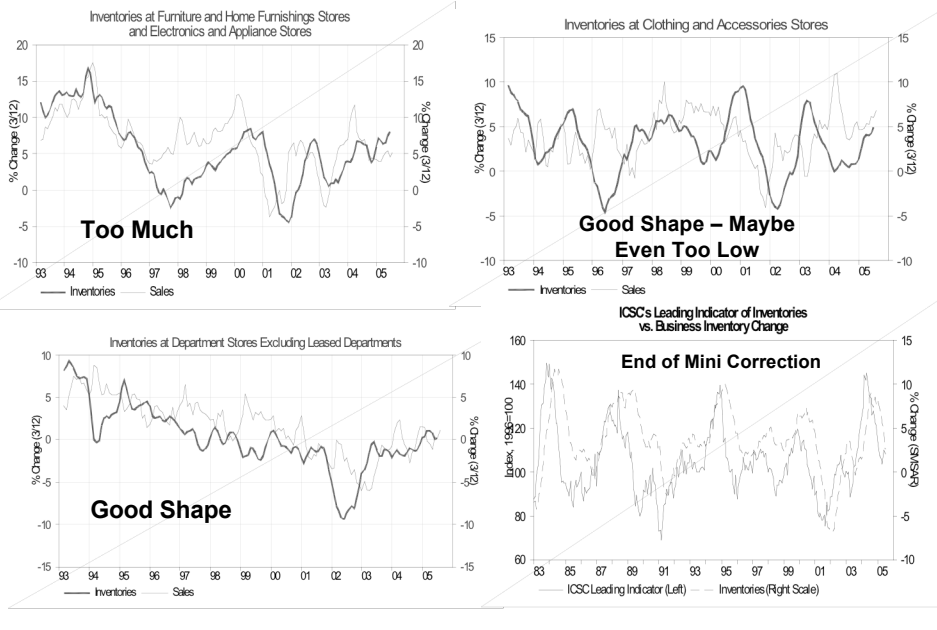 Inventories at Furniture and Home Furnishings Stores
and Electronics and Appliance Stores
% Change (3/12)
20
15
10
5
0
-5
-10
% Change (3/12)
20
15
10
5
0
-5
-10
Too Much
93 94 95 96 97 98 99 00 01 02 03 04 05
Inventories Sales
Inventories at Clothing and Accessories Stores
% Change (3/12)
15
10
5
0
-5
-10
% Change (3/12)
15
10
5
0
-5
-10
Good Shape – Maybe
Even Too Low
93 94 95 96 97 98 99 00 01 02 03 04 05
Inventories Sales
Inventories at Department Stores Excluding Leased Departments
% Change (3/12)
10
5
0
-5
-10
-15
% Change (3/12)
10
5
0
-5
-10
-15
Good Shape
93 94 95 96 97 98 99 00 01 02 03 04 05
Inventories Sales
ICSC's Leading Indicator of Inventories
vs. Business Inventory Change
End of Mini Correction
Index, 1996=100
160
140
120
100
80
60
% Change (SMSAR)
15
10
5
0
-5
-10
83 85 87 89 91 93 95 97 99 01 03 05
ICSC Leading Indicator (Left) Inventories (Right Scale)